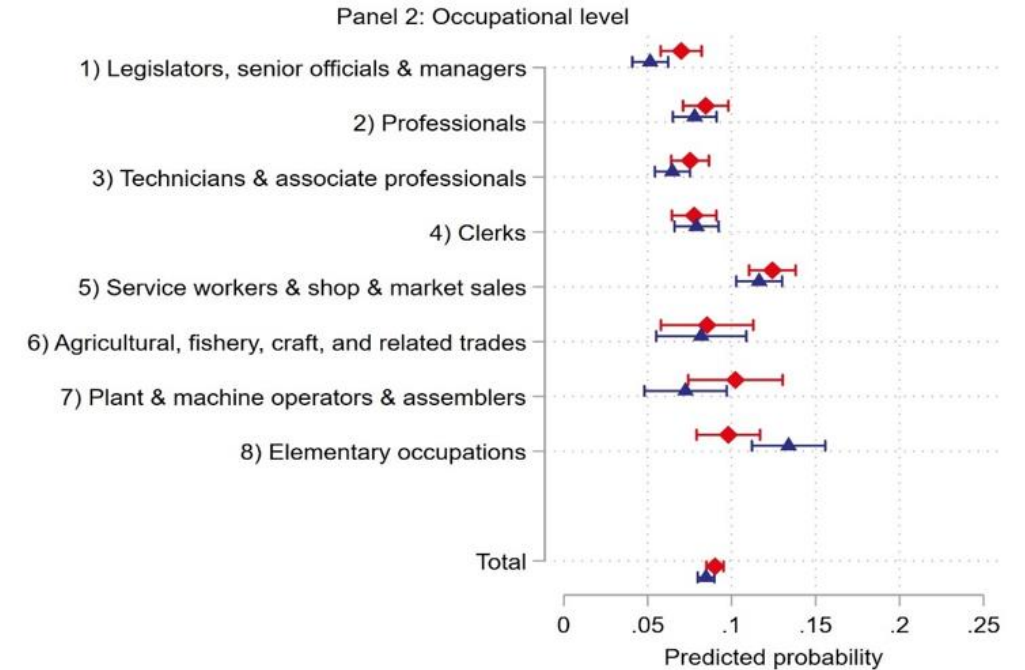 Panel 2: Occupational level
1) Legislators, senior officials & managers
2) Professionals
3) Technicians & associate professionals
4) Clerks
5) Service workers & shop & market sales
6) Agricultural, fishery, craft, and related trades
7) Plant & machine operators & assemblers
8) Elementary occupations
Total
0 .05 .1 .15 .2 .25
Predicted probability